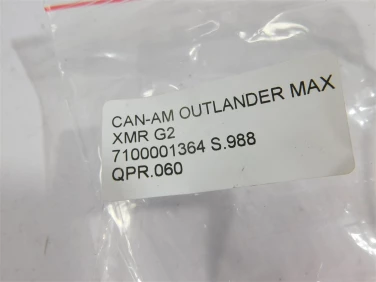 CAN-AM OUTLANDER MAX
XMR G2
7100001364 S.988
QPR.060